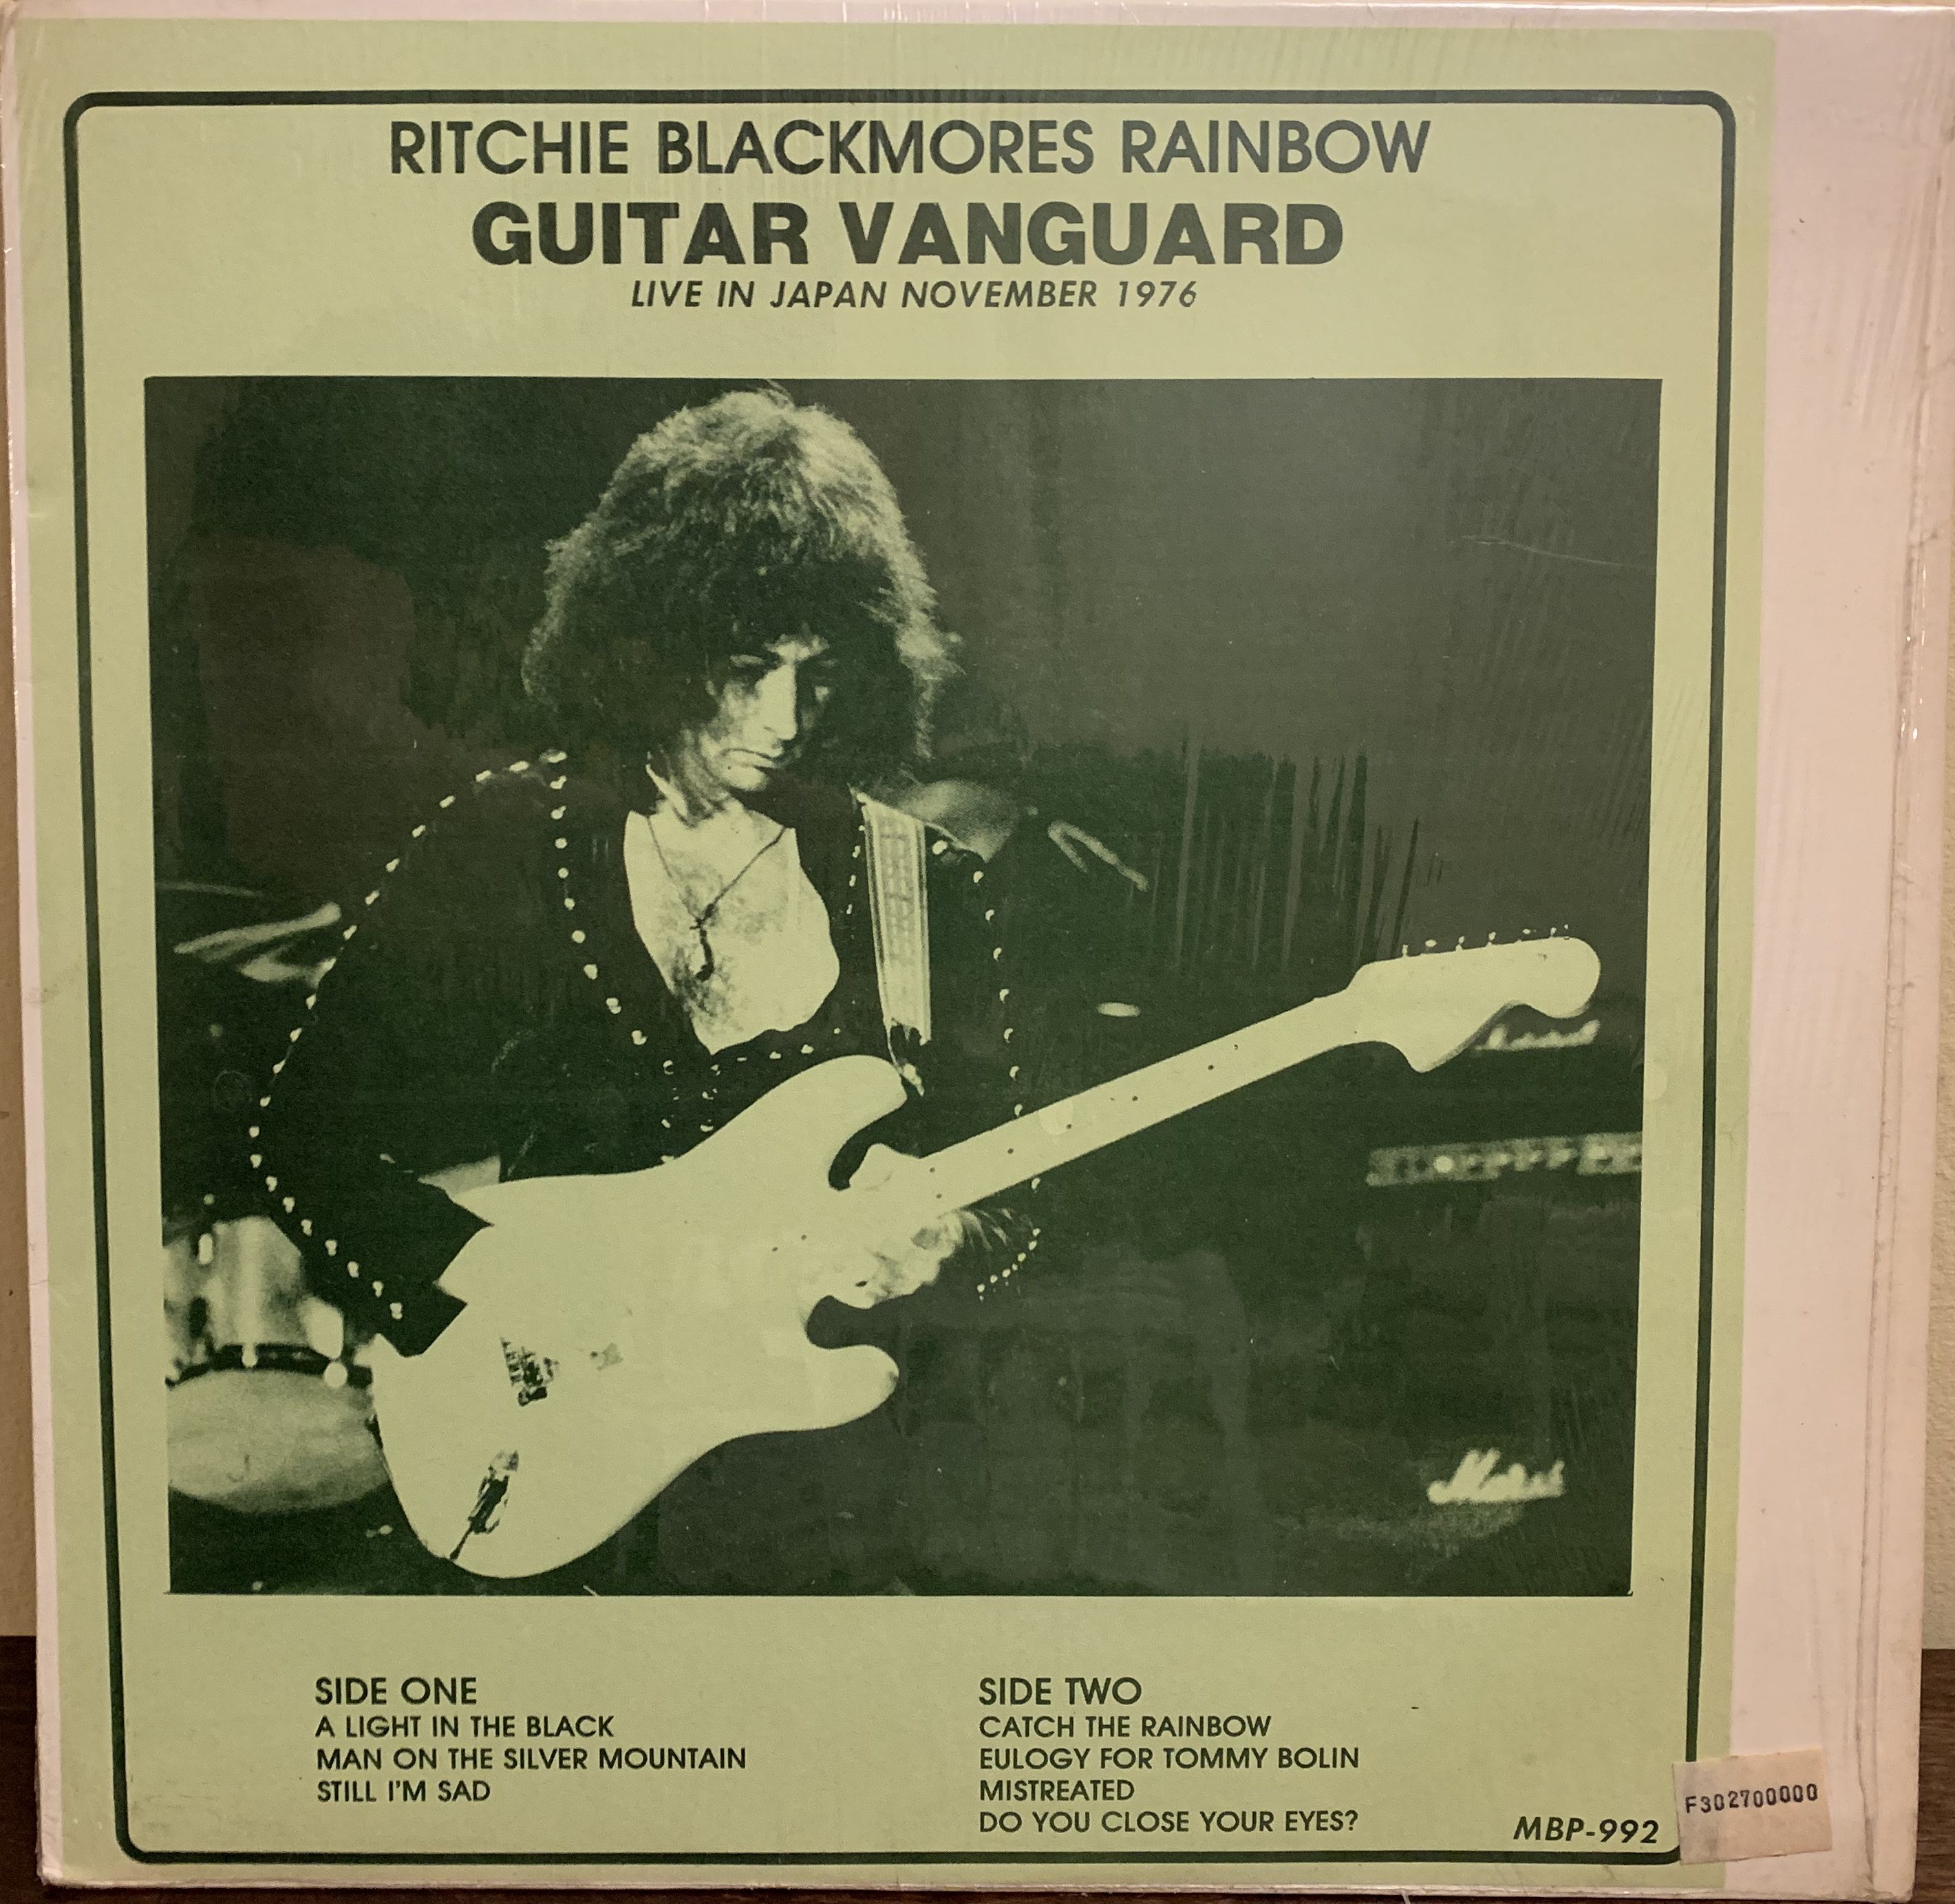 RITCHIE BLACKMORES RAINBOW
GUITAR VANGUARD
LIVE IN JAPAN NOVEMBER 1976
SIDE ONE
A LIGHT IN THE BLACK
MAN ON THE SILVER MOUNTAIN
STILL I'M SAD
SIDE TWO
CATCH THE RAINBOW
EULOGY FOR TOMMY BOLIN
MISTREATED
DO YOU CLOSE YOUR EYES?
MBP-992
F302700000